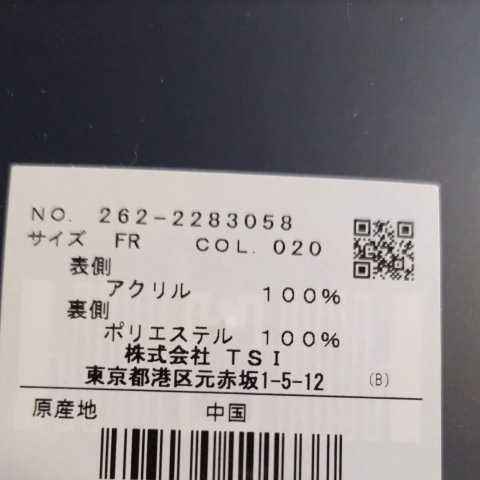 NO. 262-2283058
サイズ FR COL. 020
表側
アクリル 100%
裏側
ポリエステル 100%
株式会社 TSI
東京都港区元赤坂1-5-12 (B)
原産地 中国